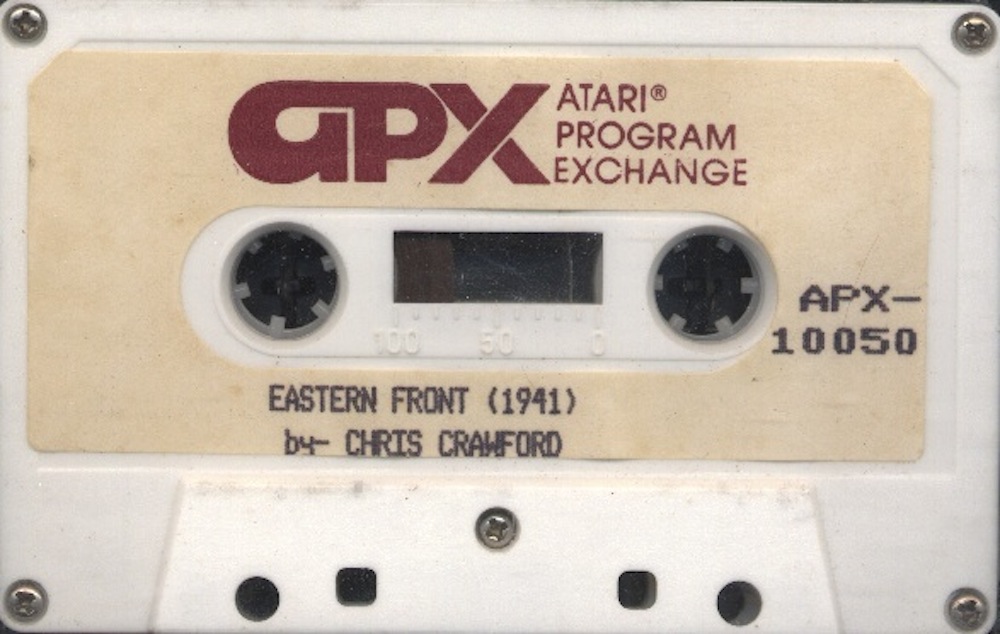 APX
ATARI®
PROGRAM
EXCHANGE
APX-
10050
100 50 0
EASTERN FRONT (1941)
by- CHRIS CRAWFORD